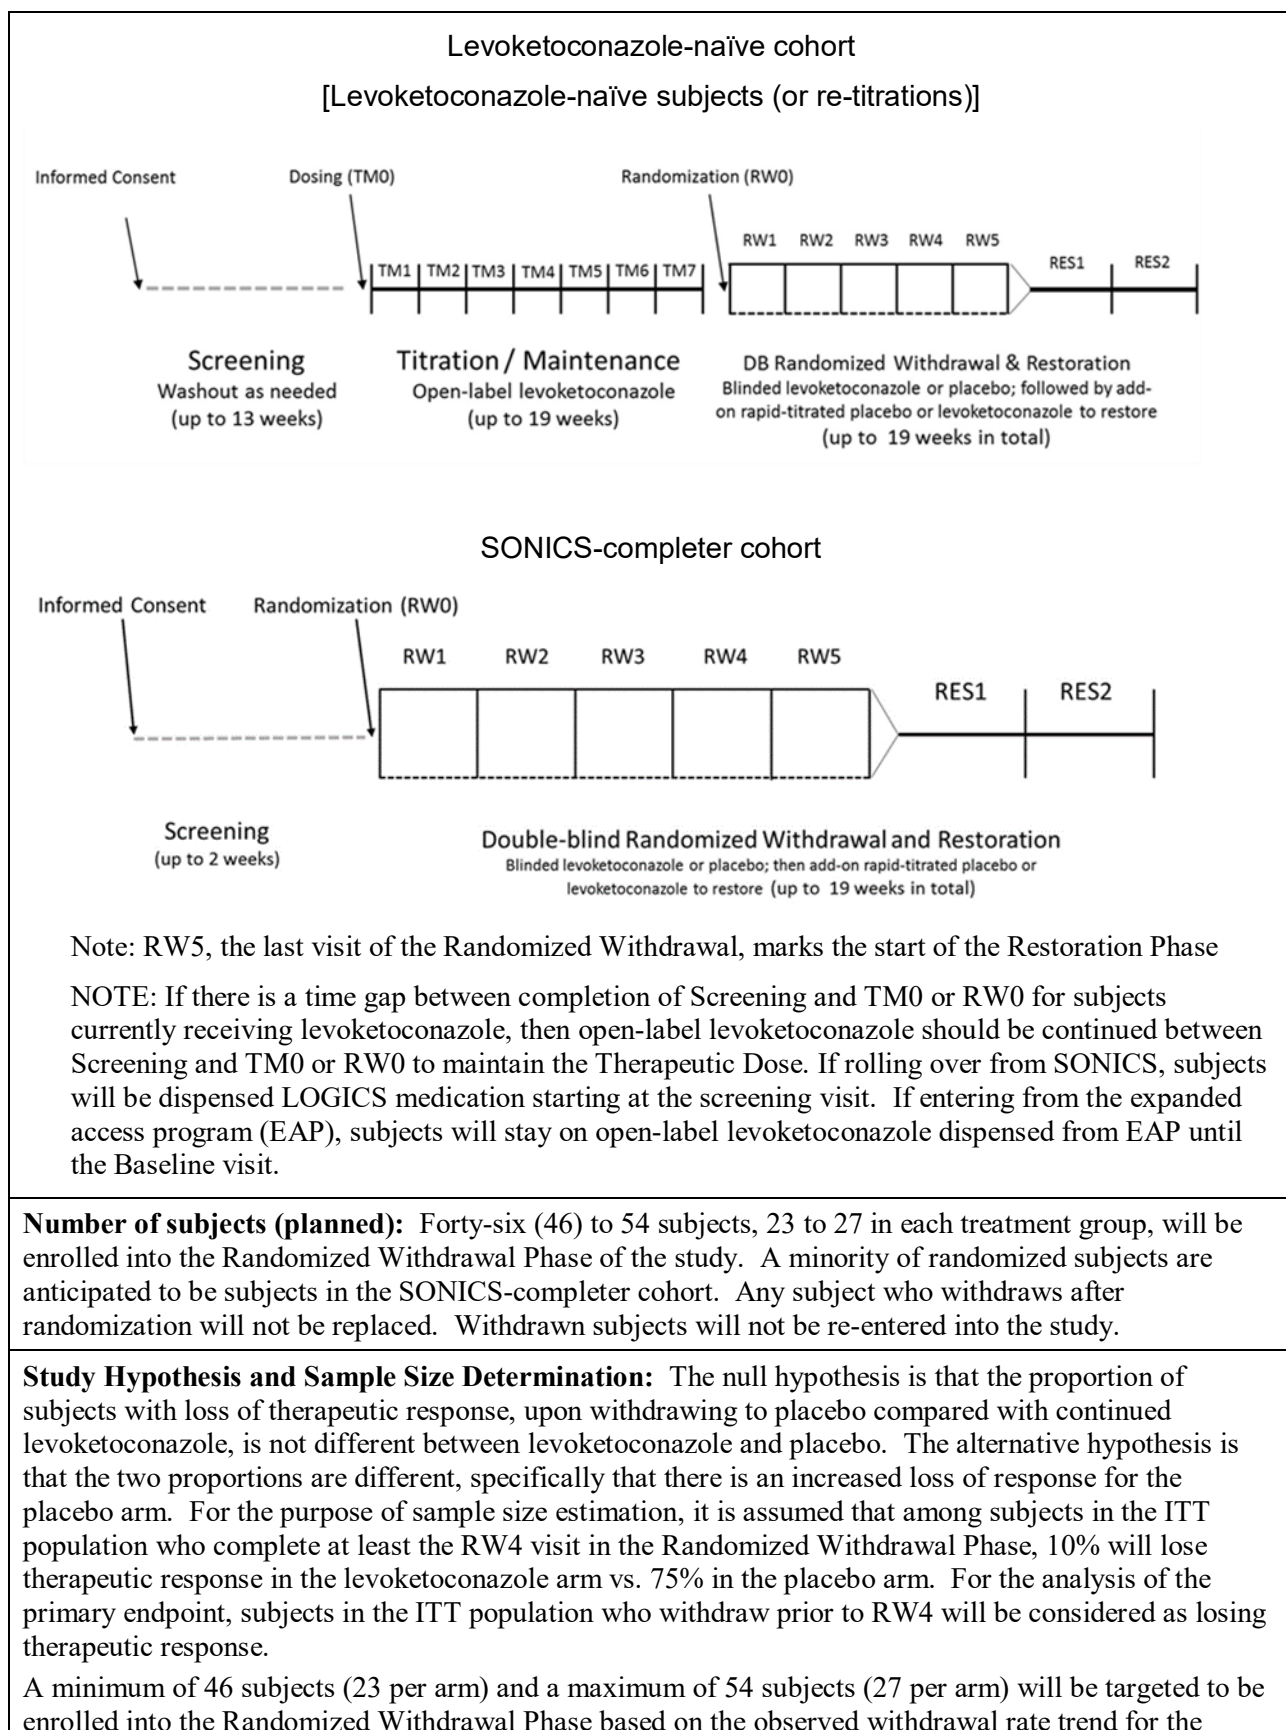 Levoketoconazole-naïve cohort
[Levoketoconazole-naïve subjects (or re-titrations)]
Informed Consent
Dosing (TM0)
Randomization (RW0)
RW1 RW2 RW3 RW4 RW5
TM1 TM2 TM3 TM4 TM5 TM6 TM7
RES1 RES2
Screening
Washout as needed
(up to 13 weeks)
Titration / Maintenance
Open-label levoketoconazole
(up to 19 weeks)
DB Randomized Withdrawal & Restoration
Blinded levoketoconazole or placebo; followed by add-
on rapid-titrated placebo or levoketoconazole to restore
(up to 19 weeks in total)
SONICS-completer cohort
Informed Consent
Randomization (RW0)
RW1 RW2 RW3 RW4 RW5
RES1 RES2
Screening
(up to 2 weeks)
Double-blind Randomized Withdrawal and Restoration
Blinded levoketoconazole or placebo; then add-on rapid-titrated placebo or
levoketoconazole to restore (up to 19 weeks in total)
Note: RW5, the last visit of the Randomized Withdrawal, marks the start of the Restoration Phase
NOTE: If there is a time gap between completion of Screening and TM0 or RW0 for subjects
currently receiving levoketoconazole, then open-label levoketoconazole should be continued between
Screening and TM0 or RW0 to maintain the Therapeutic Dose. If rolling over from SONICS, subjects
will be dispensed LOGICS medication starting at the screening visit. If entering from the expanded
access program (EAP), subjects will stay on open-label levoketoconazole dispensed from EAP until
the Baseline visit.
Number of subjects (planned): Forty-six (46) to 54 subjects, 23 to 27 in each treatment group, will be
enrolled into the Randomized Withdrawal Phase of the study. A minority of randomized subjects are
anticipated to be subjects in the SONICS-completer cohort. Any subject who withdraws after
randomization will not be replaced. Withdrawn subjects will not be re-entered into the study.
Study Hypothesis and Sample Size Determination: The null hypothesis is that the proportion of
subjects with loss of therapeutic response, upon withdrawing to placebo compared with continued
levoketoconazole, is not different between levoketoconazole and placebo. The alternative hypothesis is
that the two proportions are different, specifically that there is an increased loss of response for the
placebo arm. For the purpose of sample size estimation, it is assumed that among subjects in the ITT
population who complete at least the RW4 visit in the Randomized Withdrawal Phase, 10% will lose
therapeutic response in the levoketoconazole arm vs. 75% in the placebo arm. For the analysis of the
primary endpoint, subjects in the ITT population who withdraw prior to RW4 will be considered as losing
therapeutic response.
A minimum of 46 subjects (23 per arm) and a maximum of 54 subjects (27 per arm) will be targeted to be
enrolled into the Randomized Withdrawal Phase based on the observed withdrawal rate trend for the